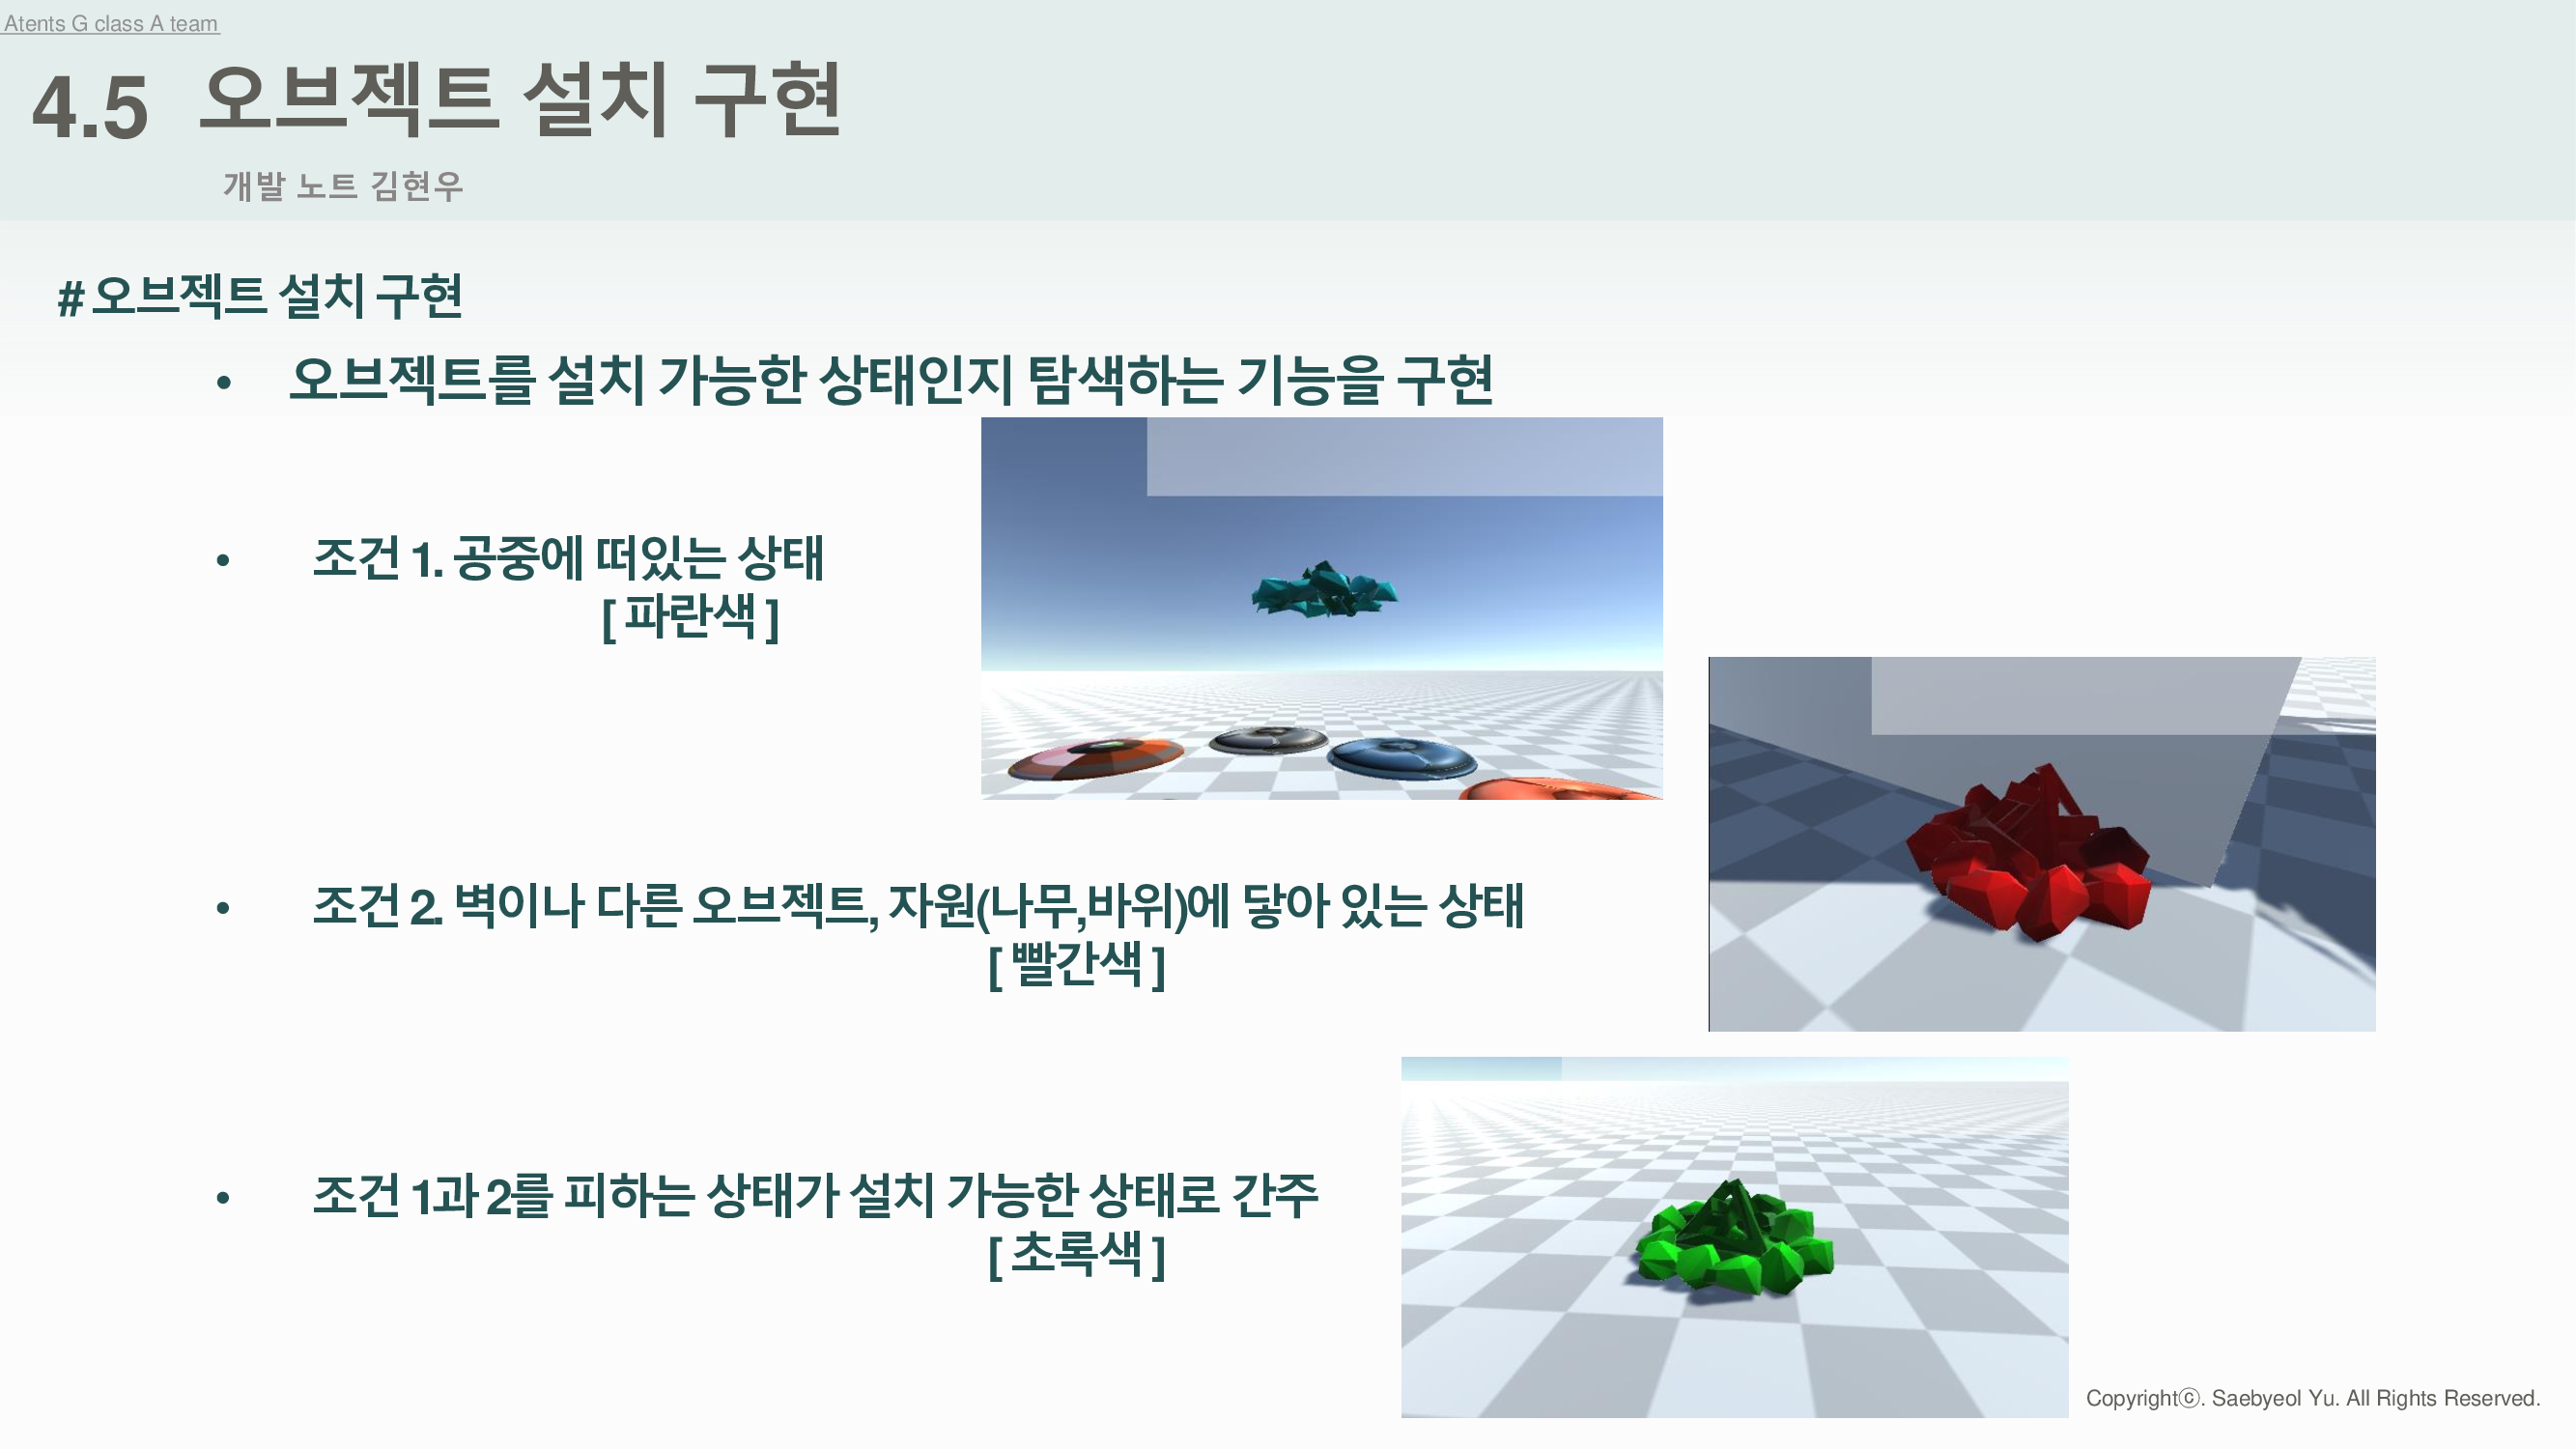 Atents G class A team
4.5 오브젝트 설치 구현
개발 노트 김현우
# 오브젝트 설치 구현
• 오브젝트를 설치 가능한 상태인지 탐색하는 기능을 구현
• 조건 1. 공중에 떠있는 상태
[ 파란색 ]
• 조건 2. 벽이나 다른 오브젝트, 자원(나무,바위)에 닿아 있는 상태
[ 빨간색 ]
• 조건 1과 2를 피하는 상태가 설치 가능한 상태로 간주
[ 초록색 ]
Copyrightⓒ. Saebyeol Yu. All Rights Reserved.